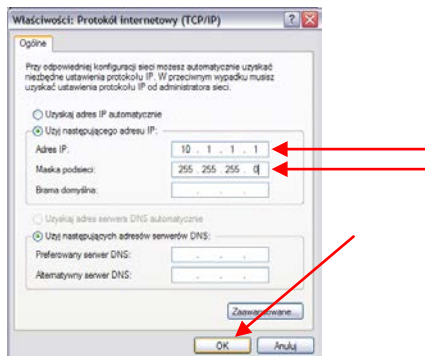 Właściwości: Protokół internetowy (TCP/IP)
Ogólne
Przy odpowiedniej konfiguracji sieci możesz automatycznie uzyskać
niezbędne ustawienia protokołu IP. W przeciwnym wypadku musisz
uzyskać ustawienia protokołu IP od administratora sieci.
Uzyskaj adres IP automatycznie
Użyj następującego adresu IP:
Adres IP: 10 . 1 . 1 . 1
Maska podsieci: 255 . 255 . 255 . 0
Brama domyślna: . . .
Uzyskaj adres serwera DNS automatycznie
Użyj następujących adresów serwerów DNS:
Preferowany serwer DNS: . . .
Alternatywny serwer DNS: . . .
Zaawansowane...
OK Anuluj